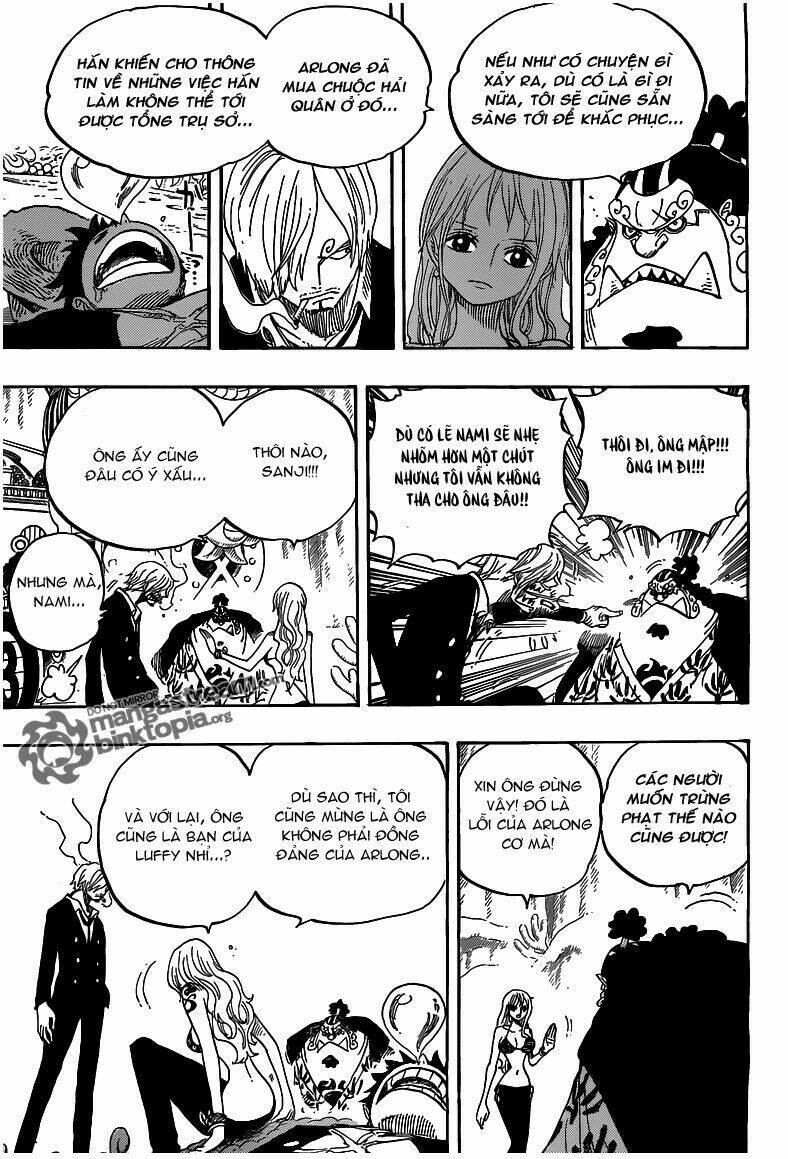 NẾU NHƯ CÓ CHUYỆN GÌ
XẢY RA, DÙ CÓ LÀ GÌ ĐI
NỮA, TÔI SẼ CŨNG SẴN
SÀNG TỚI ĐỂ KHẮC PHỤC...
ARLONG ĐÃ
MUA CHUỘC HẢI
QUÂN Ở ĐÓ...
HẮN KHIẾN CHO THÔNG
TIN VỀ NHỮNG VIỆC HẮN
LÀM KHÔNG THỂ TỚI
ĐƯỢC TỔNG TRỤ SỞ...
THÔI ĐI, ÔNG MẬP!!!
ÔNG IM ĐI!!!
DÙ CÓ LẼ NAMI SẼ NHẸ
NHÕM HƠN MỘT CHÚT
NHƯNG TÔI VẪN KHÔNG
THA CHO ÔNG ĐÂU!!
THÔI NÀO,
SANJI!!!
ÔNG ẤY CŨNG
ĐÂU CÓ Ý XẤU...
NHƯNG MÀ,
NAMI...
DO NOT MIRROR
mangastream.com
binktopia.org
CÁC NGƯỜI
MUỐN TRỪNG
PHẠT THẾ NÀO
CŨNG ĐƯỢC!
XIN ÔNG ĐỪNG
VẬY! ĐÓ LÀ
LỖI CỦA ARLONG
CƠ MÀ!
DÙ SAO THÌ, TÔI
CŨNG MỪNG LÀ ÔNG
KHÔNG PHẢI ĐỒNG
ĐẢNG CỦA ARLONG..
VÀ VỚI LẠI, ÔNG
CŨNG LÀ BẠN CỦA
LUFFY NHỈ...?